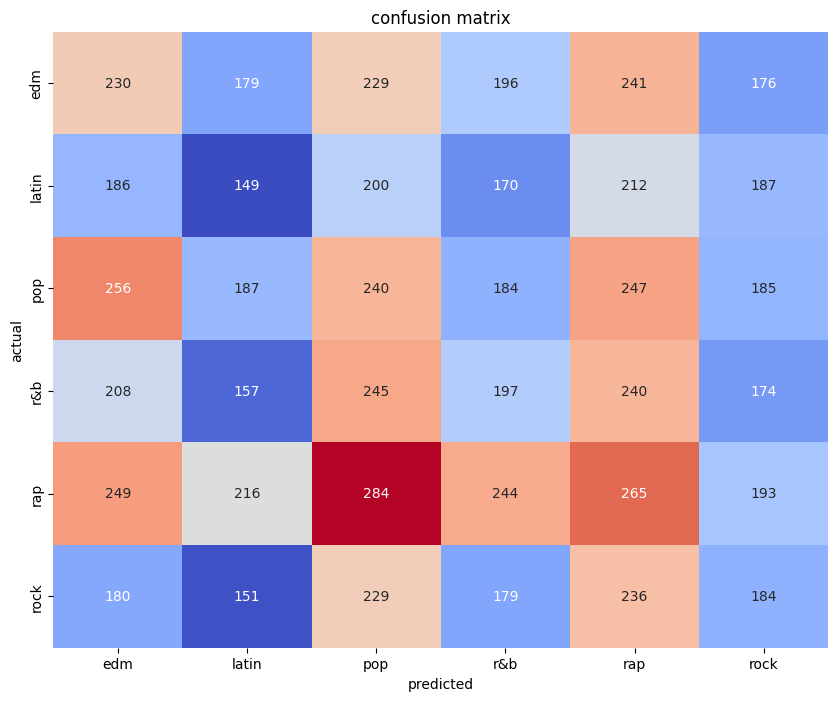 confusion matrix
edm 230 179 229 196 241 176
latin 186 149 200 170 212 187
pop 256 187 240 184 247 185
r&b 208 157 245 197 240 174
rap 249 216 284 244 265 193
rock 180 151 229 179 236 184
actual
edm latin pop r&b rap rock
predicted